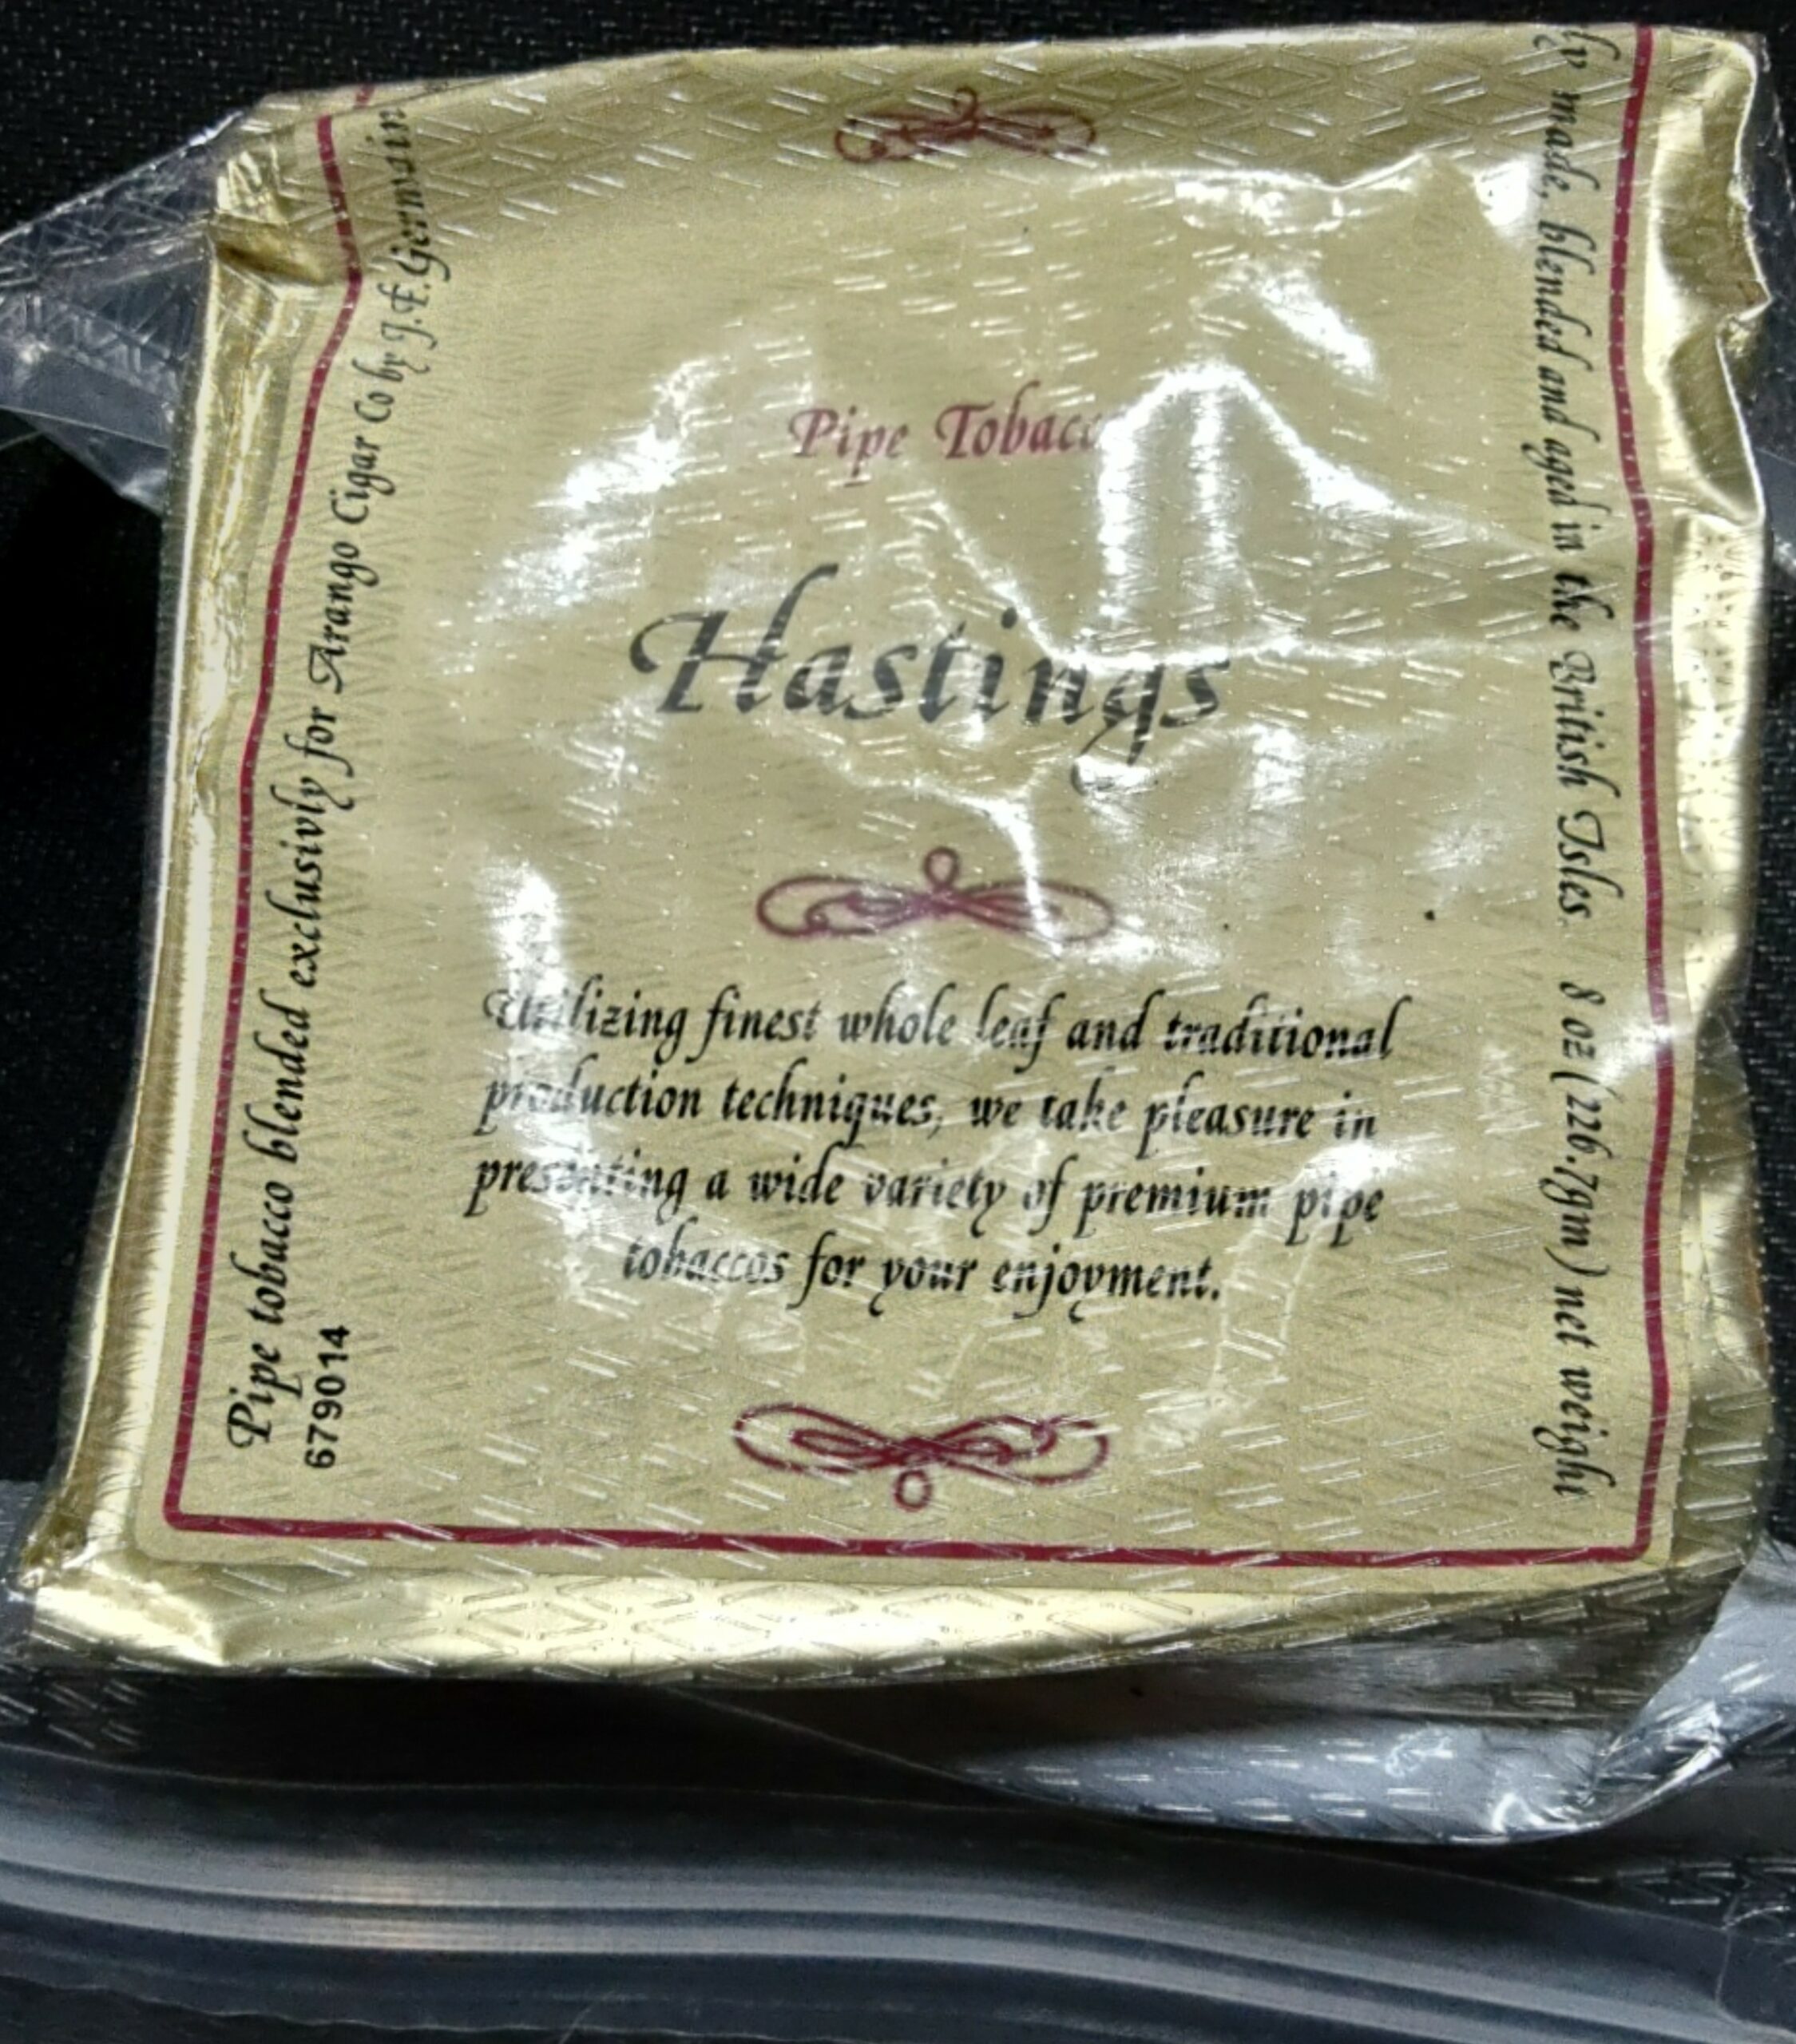 Pipe Tobacco
Hastings
Utilizing finest whole leaf and traditional
production techniques, we take pleasure in
presenting a wide variety of premium pipe
tobaccos for your enjoyment.
Pipe tobacco blended exclusivly for Arango Cigar Co by J.F.Germain
679014
made, blended and aged in the British Isles. 8 oz (226.7gm) net weight